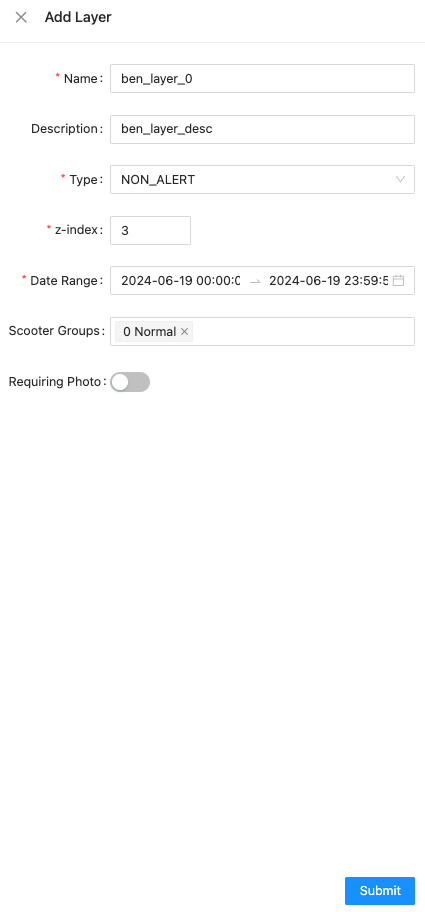 Add Layer
* Name: ben_layer_0
Description: ben_layer_desc
* Type: NON_ALERT
* z-index: 3
* Date Range: 2024-06-19 00:00:0 → 2024-06-19 23:59:5
Scooter Groups: 0 Normal ×
Requiring Photo:
Submit